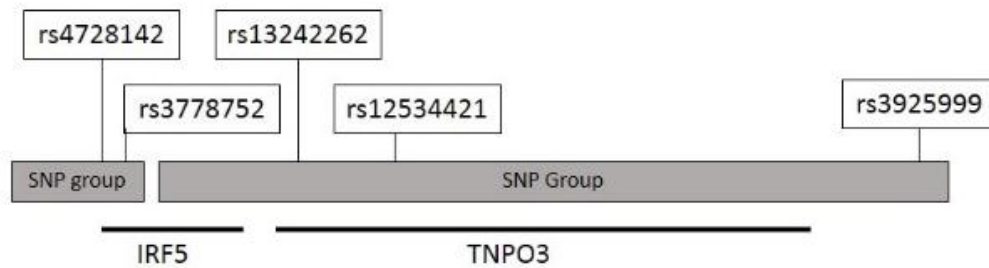 rs4728142
rs13242262
rs3778752
rs12534421
rs3925999
SNP group
SNP Group
IRF5
TNPO3